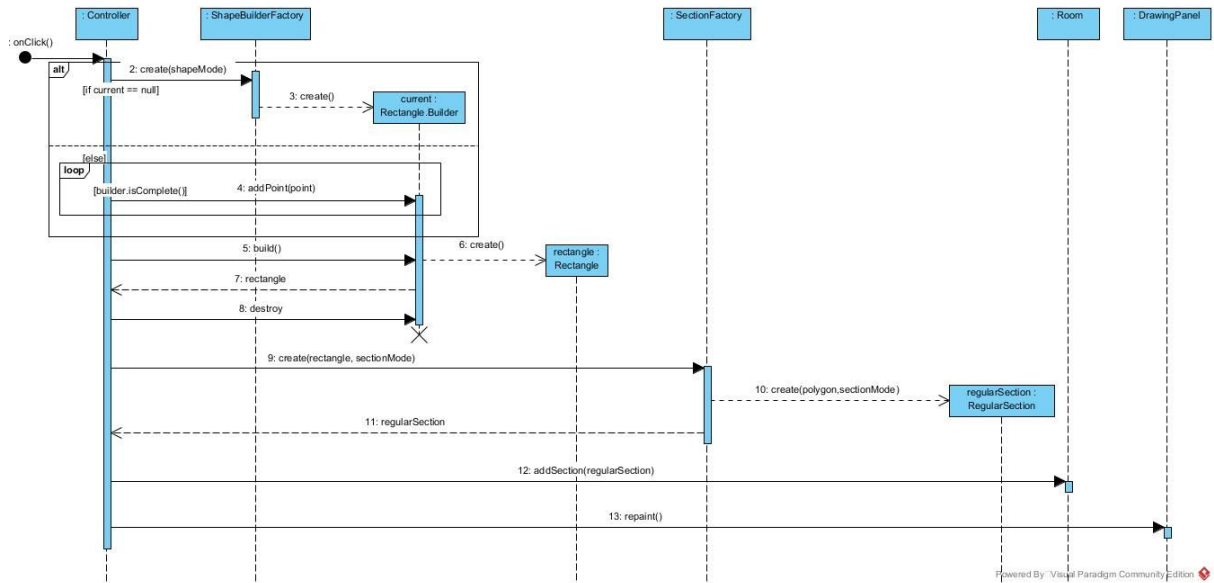 : Controller
: ShapeBuilderFactory
: SectionFactory
: Room
: DrawingPanel
: onClick()
alt
2: create(shapeMode)
[if current == null]
3: create()
current :
Rectangle.Builder
[else]
loop
[builder.isComplete()]
4: addPoint(point)
5: build()
6: create()
rectangle :
Rectangle
7: rectangle
8: destroy
9: create(rectangle, sectionMode)
10: create(polygon,sectionMode)
regularSection :
RegularSection
11: regularSection
12: addSection(regularSection)
13: repaint()
Powered By Visual Paradigm Community Edition